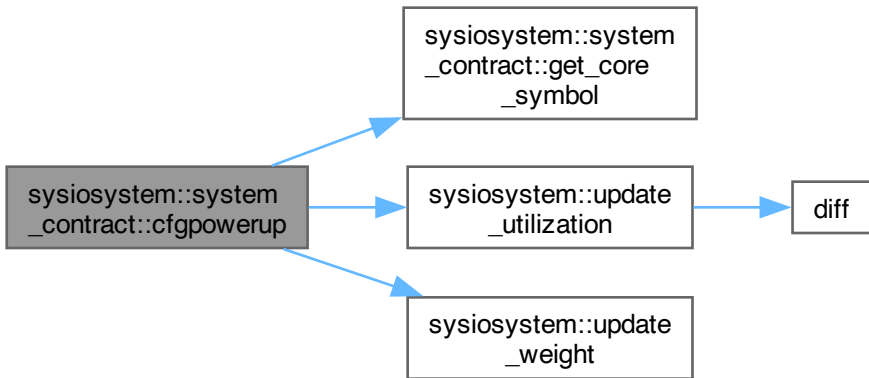 sysiosystem::system
_contract::get_core
_symbol
sysiosystem::system
_contract::cfgpowerup
sysiosystem::update
_utilization
diff
sysiosystem::update
_weight